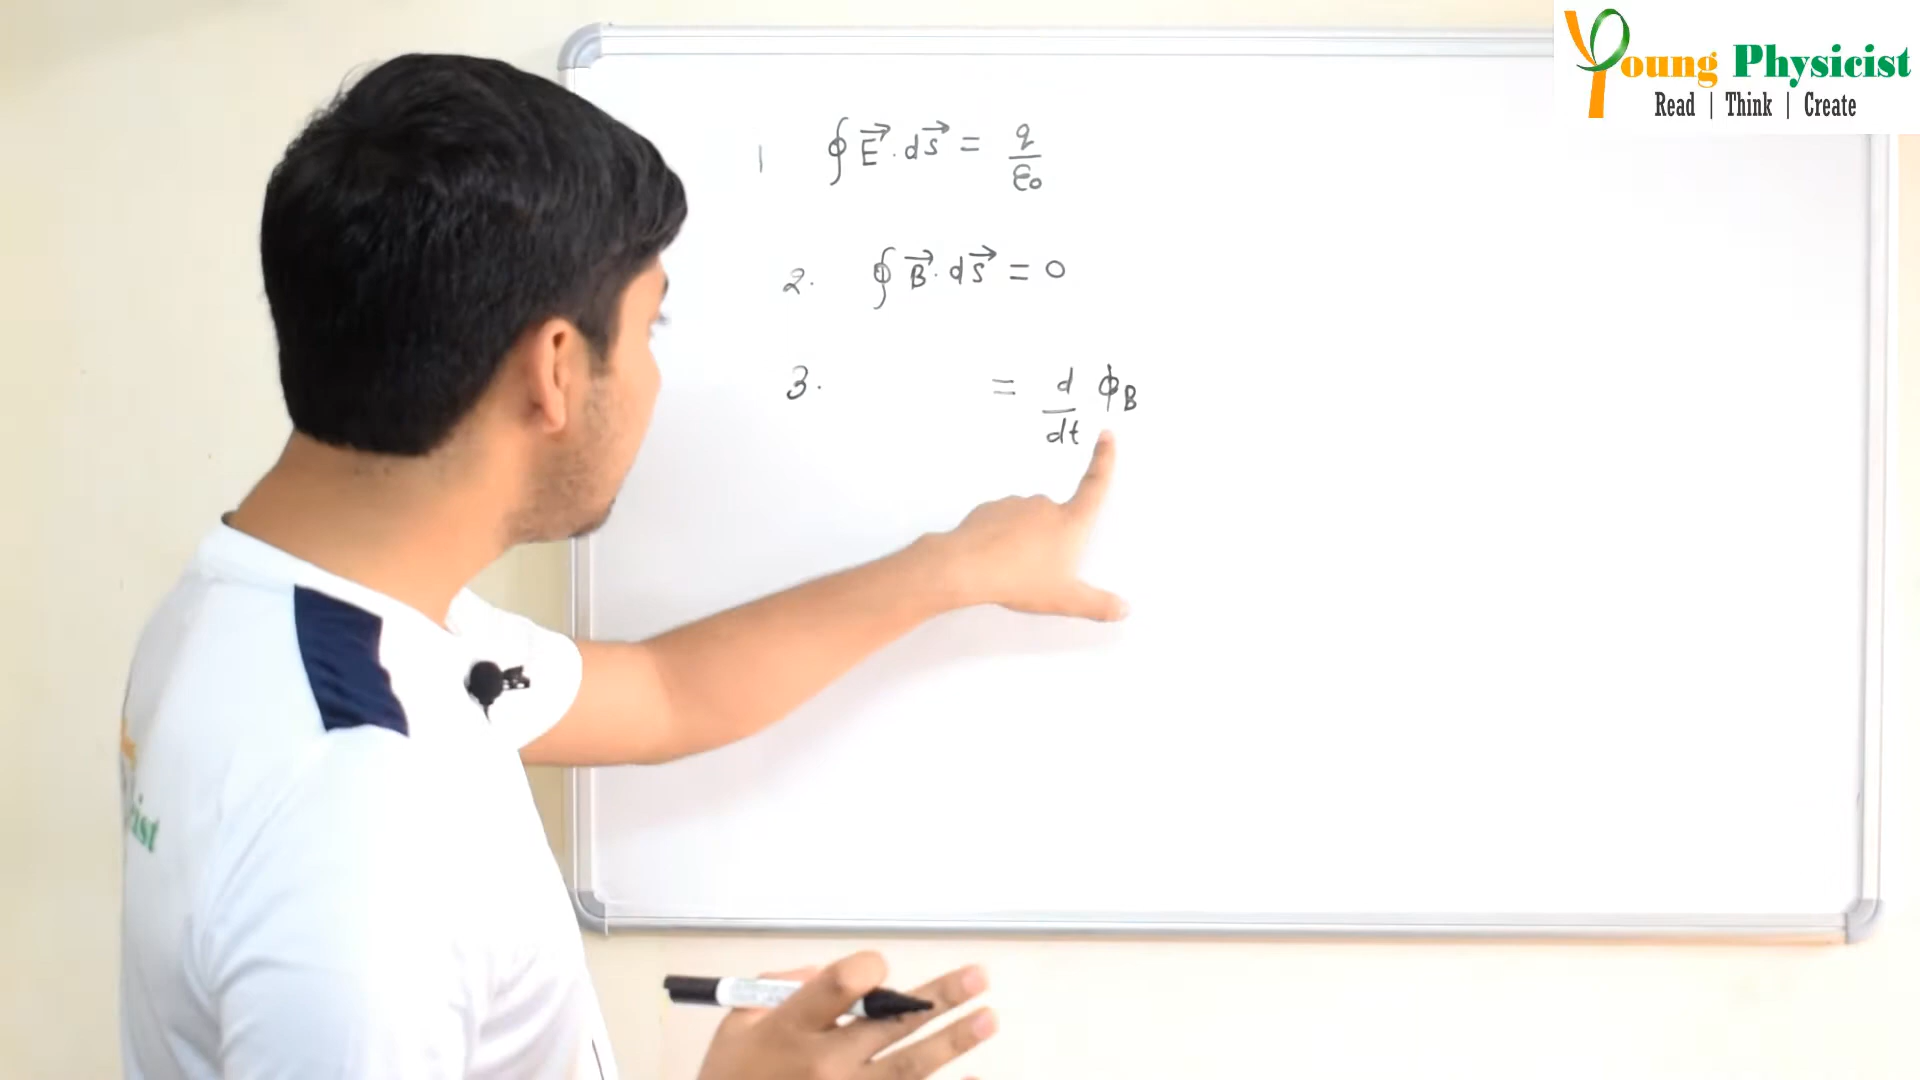 Young Physicist
Read | Think | Create
1 ∮ E⃗ . dS⃗ = q/ε₀
2. ∮ B⃗ . dS⃗ = 0
3. = d/dt ϕB